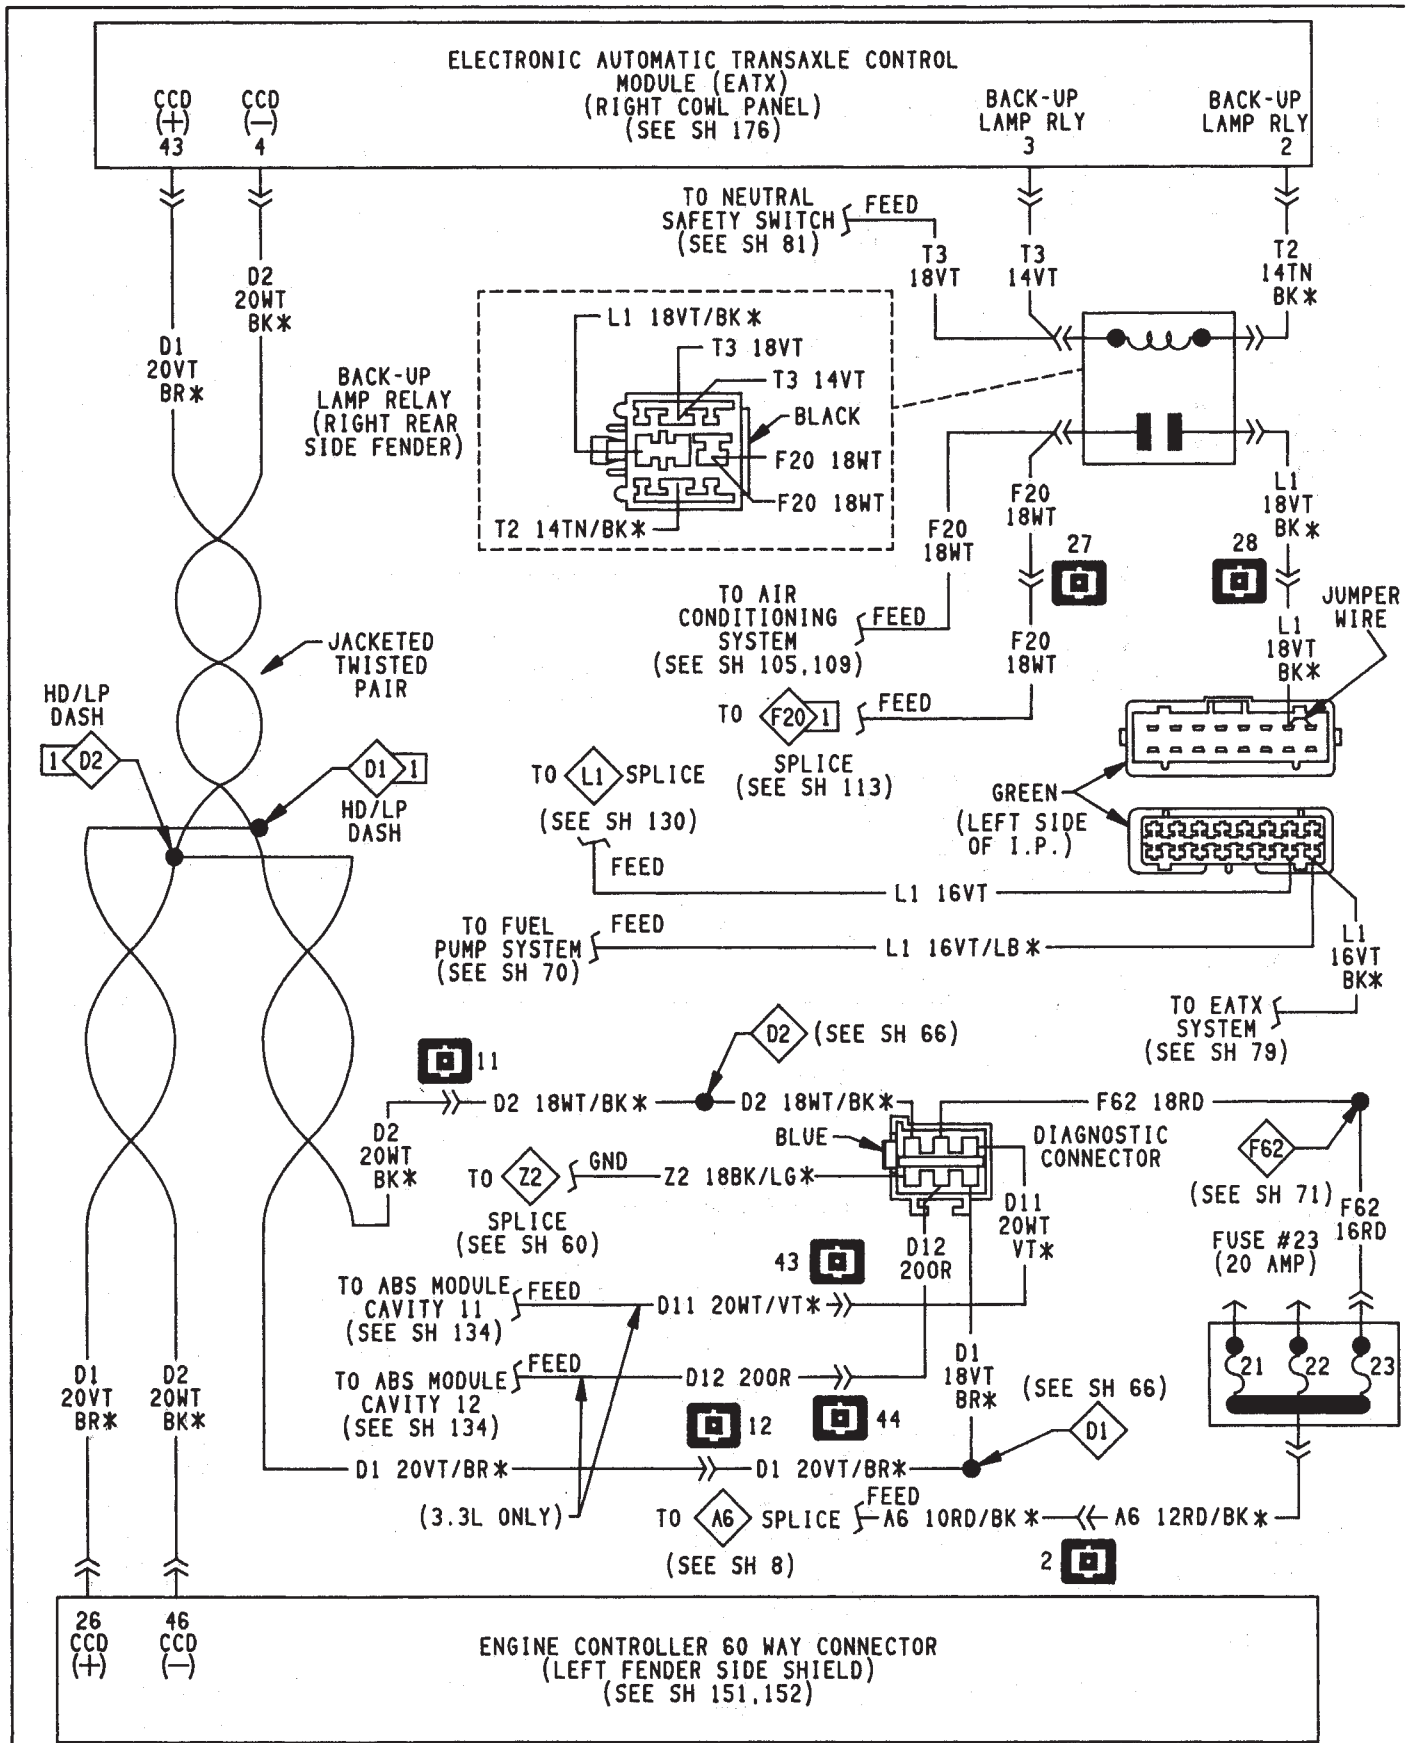 ELECTRONIC AUTOMATIC TRANSAXLE CONTROL
MODULE (EATX)
(RIGHT COWL PANEL)
(SEE SH 176)
CCD
(+)
43
CCD
(-)
4
BACK-UP
LAMP RLY
3
BACK-UP
LAMP RLY
2
TO NEUTRAL
SAFETY SWITCH
(SEE SH 81)
FEED
T3
18VT
T3
14VT
T2
14TN
BK*
D2
20WT
BK*
D1
20VT
BR*
L1 18VT/BK*
T3 18VT
T3 14VT
BLACK
F20 18WT
F20 18WT
T2 14TN/BK*
BACK-UP
LAMP RELAY
(RIGHT REAR
SIDE FENDER)
F20
18WT
F20
18WT
L1
18VT
BK*
27
28
TO AIR
CONDITIONING
SYSTEM
(SEE SH 105,109)
FEED
F20
18WT
L1
18VT
BK*
JUMPER
WIRE
JACKETED
TWISTED
PAIR
HD/LP
DASH
1 D2
D1 1
HD/LP
DASH
TO F20 1
FEED
SPLICE
(SEE SH 113)
TO L1 SPLICE
(SEE SH 130)
FEED
GREEN
(LEFT SIDE
OF I.P.)
L1 16VT
TO FUEL
PUMP SYSTEM
(SEE SH 70)
FEED
L1 16VT/LB*
L1
16VT
BK*
TO EATX
SYSTEM
(SEE SH 79)
D2 (SEE SH 66)
11
D2 18WT/BK*
D2 18WT/BK*
F62 18RD
D2
20WT
BK*
BLUE
DIAGNOSTIC
CONNECTOR
F62
(SEE SH 71)
F62
16RD
TO Z2
GND
Z2 18BK/LG*
SPLICE
(SEE SH 60)
D11
20WT
VT*
D12
20OR
FUSE #23
(20 AMP)
43
TO ABS MODULE
CAVITY 11
(SEE SH 134)
FEED
D11 20WT/VT*
21
22
23
TO ABS MODULE
CAVITY 12
(SEE SH 134)
FEED
D12 20OR
D1
18VT
BR*
(SEE SH 66)
D1
D1
20VT
BR*
D2
20WT
BK*
12
44
D1 20VT/BR*
D1 20VT/BR*
(3.3L ONLY)
TO A6 SPLICE
FEED
A6 10RD/BK*
A6 12RD/BK*
(SEE SH 8)
2
26
CCD
(+)
46
CCD
(-)
ENGINE CONTROLLER 60 WAY CONNECTOR
(LEFT FENDER SIDE SHIELD)
(SEE SH 151,152)